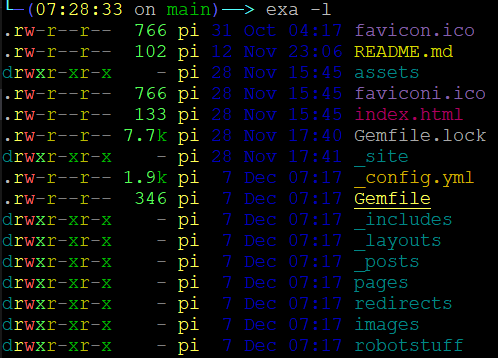 └─(07:28:33 on main)──> exa -l
.rw-r--r--  766 pi 31 Oct 04:17 favicon.ico
.rw-r--r--  102 pi 12 Nov 23:06 README.md
drwxr-xr-x    - pi 28 Nov 15:45 assets
.rw-r--r--  766 pi 28 Nov 15:45 faviconi.ico
.rw-r--r--  133 pi 28 Nov 15:45 index.html
.rw-r--r-- 7.7k pi 28 Nov 17:40 Gemfile.lock
drwxr-xr-x    - pi 28 Nov 17:41 _site
.rw-r--r-- 1.9k pi  7 Dec 07:17 _config.yml
.rw-r--r--  346 pi  7 Dec 07:17 Gemfile
drwxr-xr-x    - pi  7 Dec 07:17 _includes
drwxr-xr-x    - pi  7 Dec 07:17 _layouts
drwxr-xr-x    - pi  7 Dec 07:17 _posts
drwxr-xr-x    - pi  7 Dec 07:17 pages
drwxr-xr-x    - pi  7 Dec 07:17 redirects
drwxr-xr-x    - pi  7 Dec 07:17 images
drwxr-xr-x    - pi  7 Dec 07:17 robotstuff